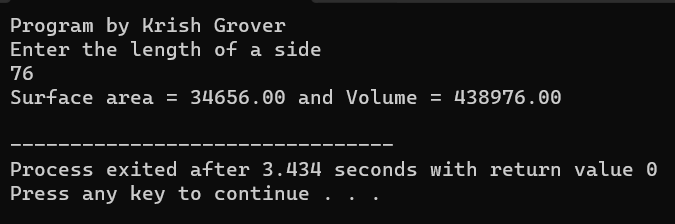 Program by Krish Grover
Enter the length of a side
76
Surface area = 34656.00 and Volume = 438976.00
--------------------------------
Process exited after 3.434 seconds with return value 0
Press any key to continue . . .